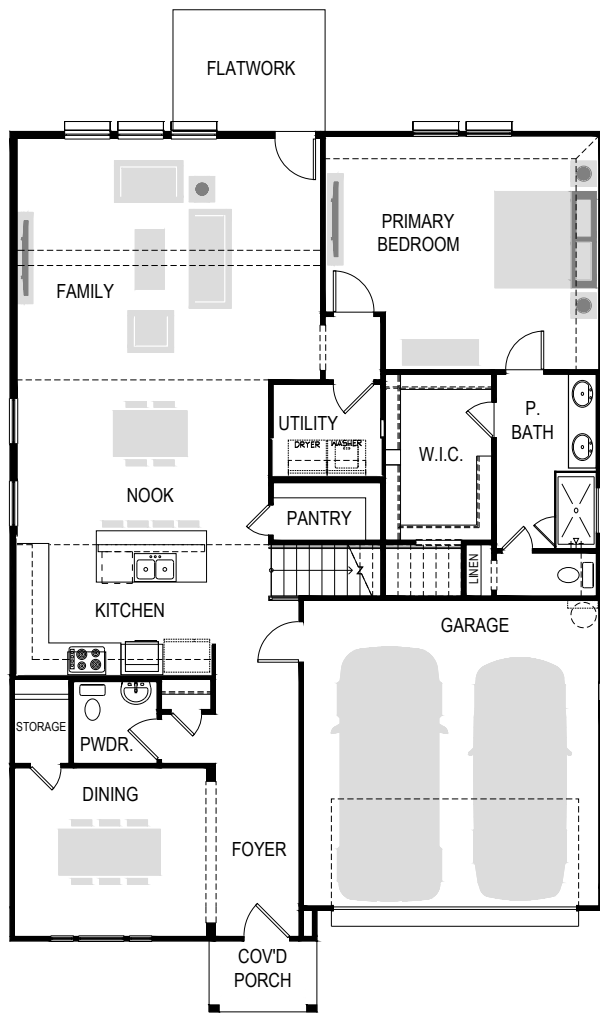 FLATWORK
PRIMARY
BEDROOM
FAMILY
UTILITY
DRYER
WASHER
P.
BATH
W.I.C.
NOOK
PANTRY
LINEN
KITCHEN
GARAGE
STORAGE
PWDR.
DINING
FOYER
COV'D
PORCH